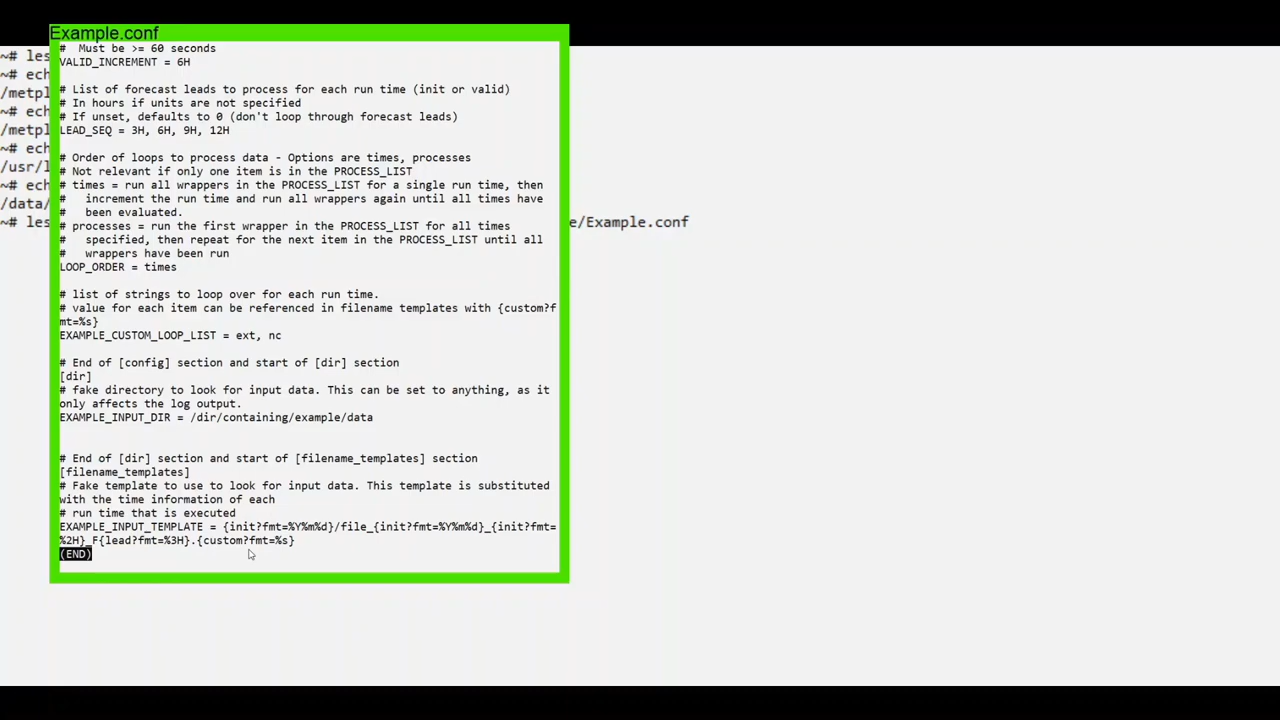 Example.conf
#  Must be >= 60 seconds
VALID_INCREMENT = 6H
# List of forecast leads to process for each run time (init or valid)
# In hours if units are not specified
# If unset, defaults to 0 (don't loop through forecast leads)
LEAD_SEQ = 3H, 6H, 9H, 12H
# Order of loops to process data - Options are times, processes
# Not relevant if only one item is in the PROCESS_LIST
# times = run all wrappers in the PROCESS_LIST for a single run time, then
#   increment the run time and run all wrappers again until all times have
#   been evaluated.
# processes = run the first wrapper in the PROCESS_LIST for all times
#   specified, then repeat for the next item in the PROCESS_LIST until all
#   wrappers have been run
LOOP_ORDER = times
# list of strings to loop over for each run time.
# value for each item can be referenced in filename templates with {custom?f
mt=%s}
EXAMPLE_CUSTOM_LOOP_LIST = ext, nc
# End of [config] section and start of [dir] section
[dir]
# fake directory to look for input data. This can be set to anything, as it
only affects the log output.
EXAMPLE_INPUT_DIR = /dir/containing/example/data
# End of [dir] section and start of [filename_templates] section
[filename_templates]
# Fake template to use to look for input data. This template is substituted
with the time information of each
# run time that is executed
EXAMPLE_INPUT_TEMPLATE = {init?fmt=%Y%m%d}/file_{init?fmt=%Y%m%d}_{init?fmt=
%2H}_F{lead?fmt=%3H}.{custom?fmt=%s}
(END)
~# les
~# ech
/metpl
~# ech
/metpl
~# ech
/usr/l
~# ech
/data/
~# les e/Example.conf